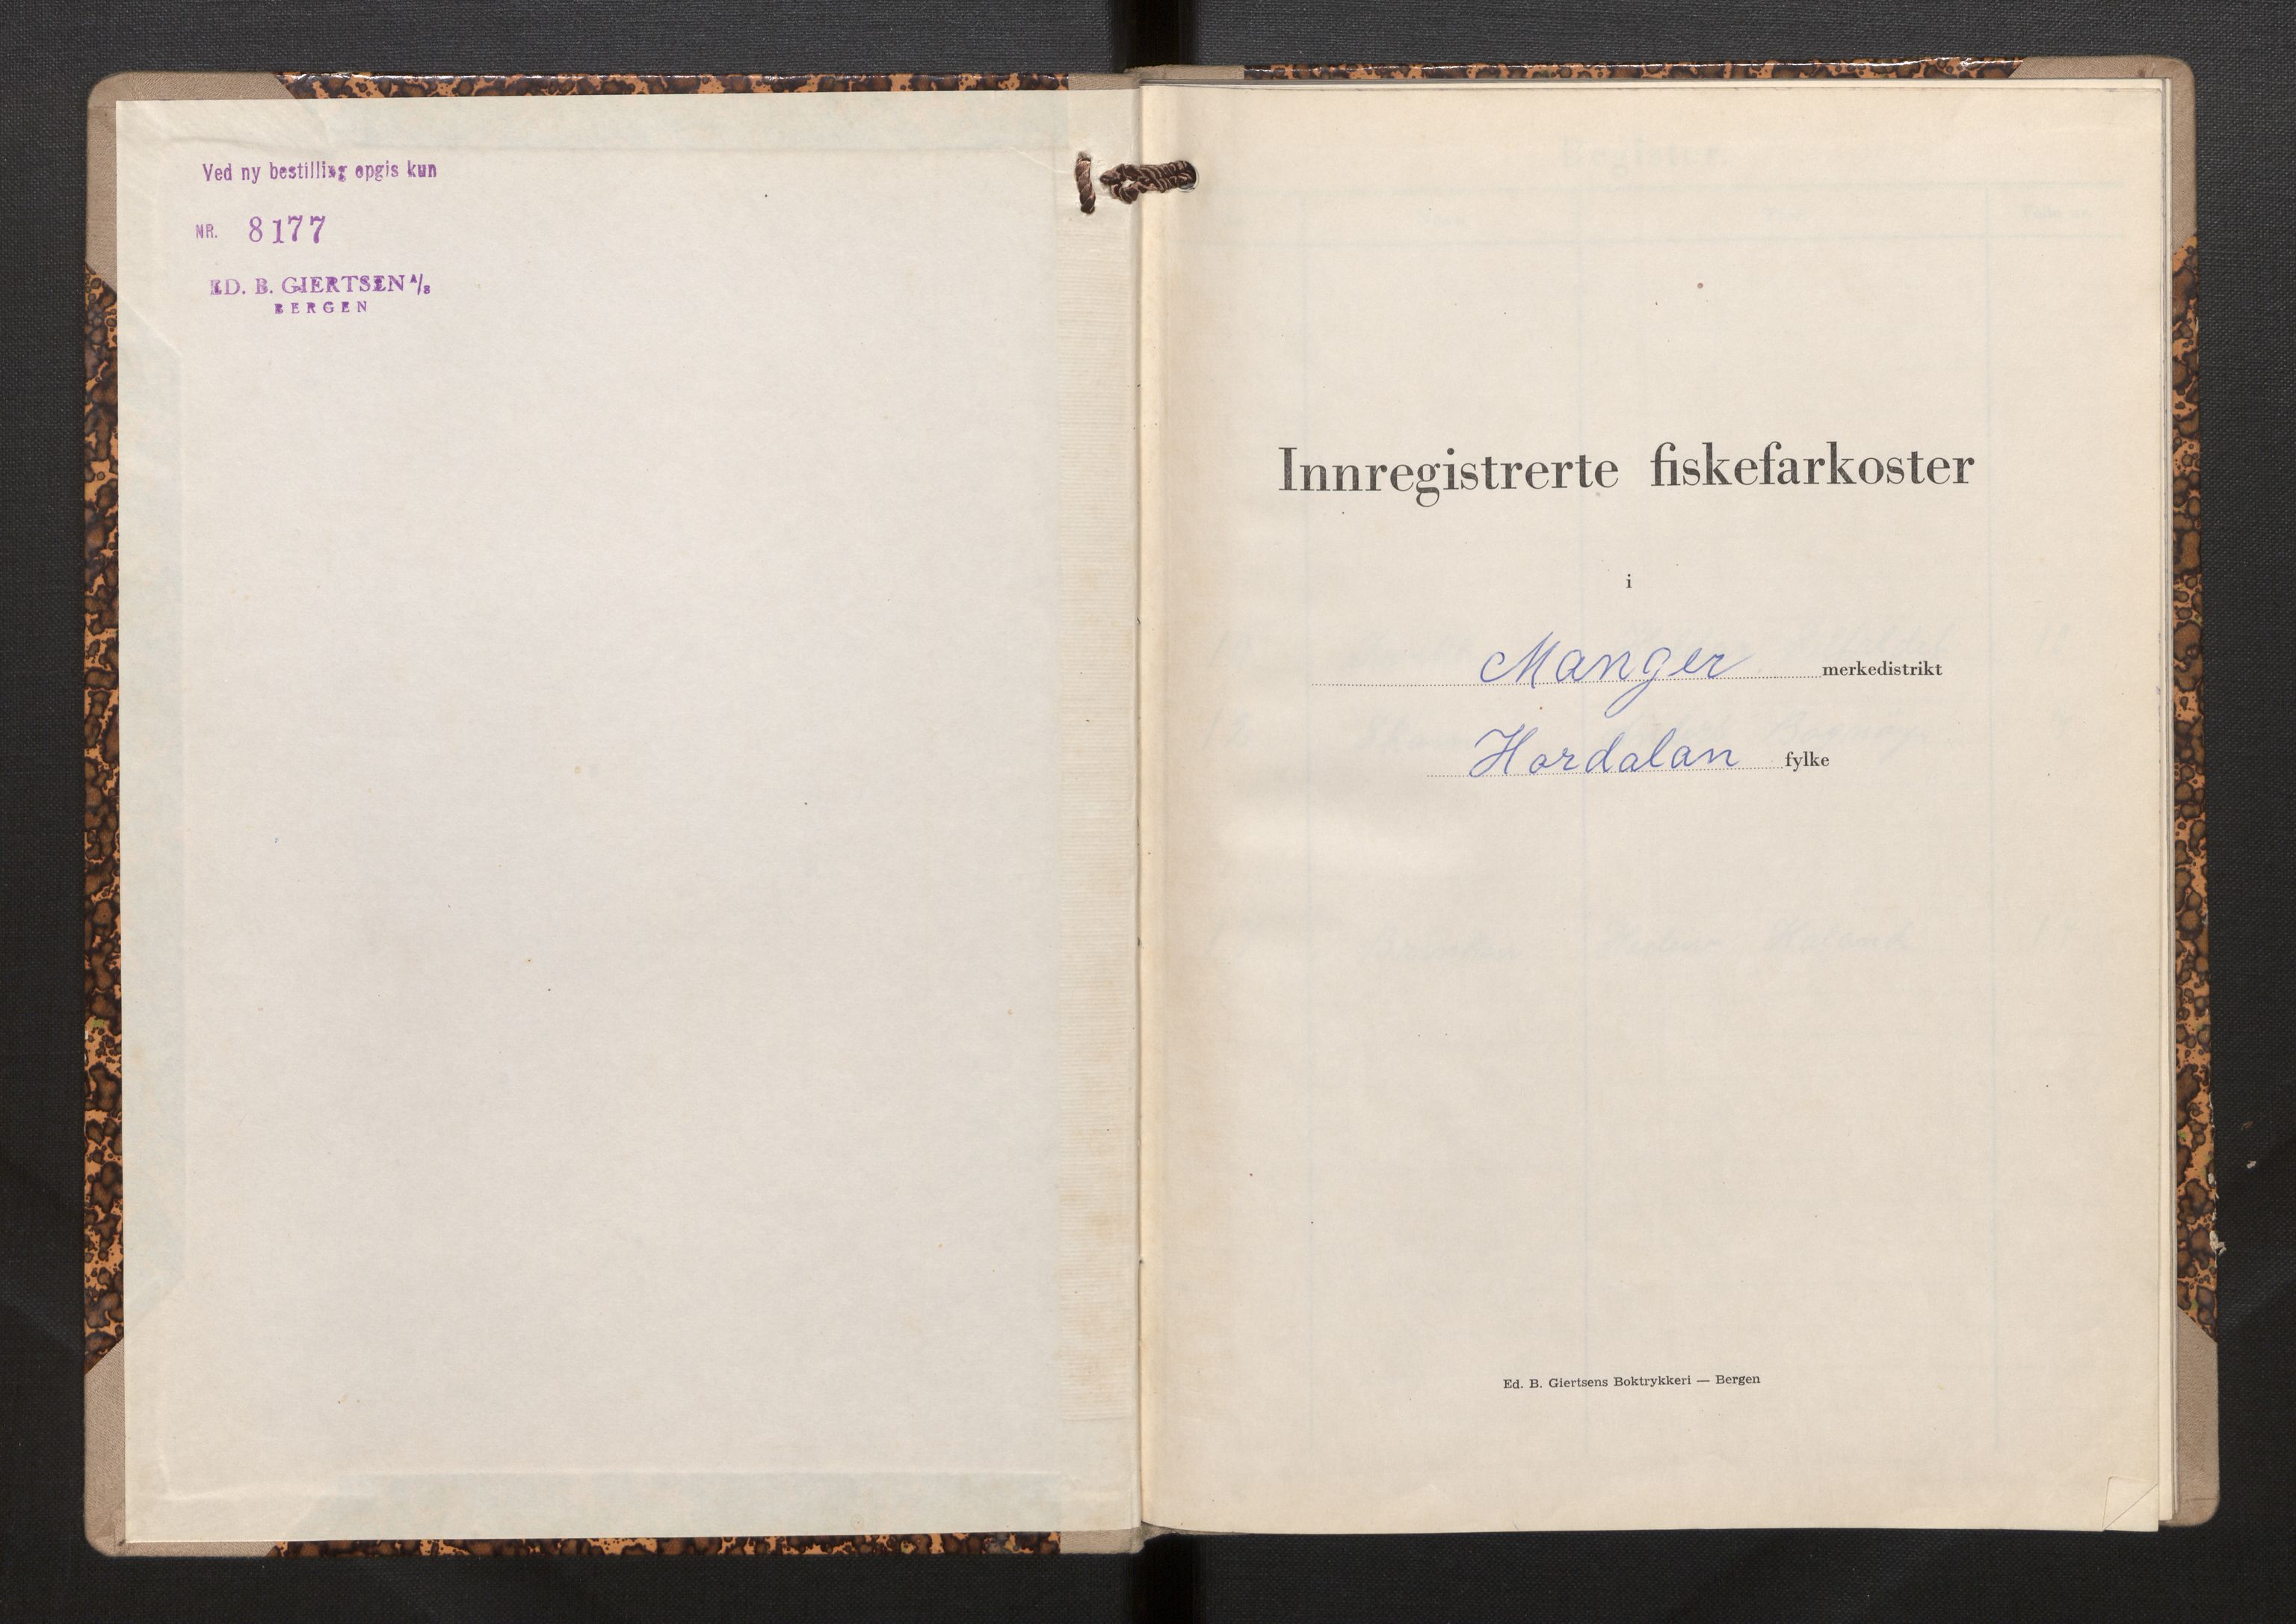 Ved ny bestilling opgis kun
NR. 8177
ED. B. GIERTSEN A/S
BERGEN
Innregistrerte fiskefarkoster
i
Manger merkedistrikt
Hordalan fylke
Ed. B. Giertsens Boktrykkeri — Bergen